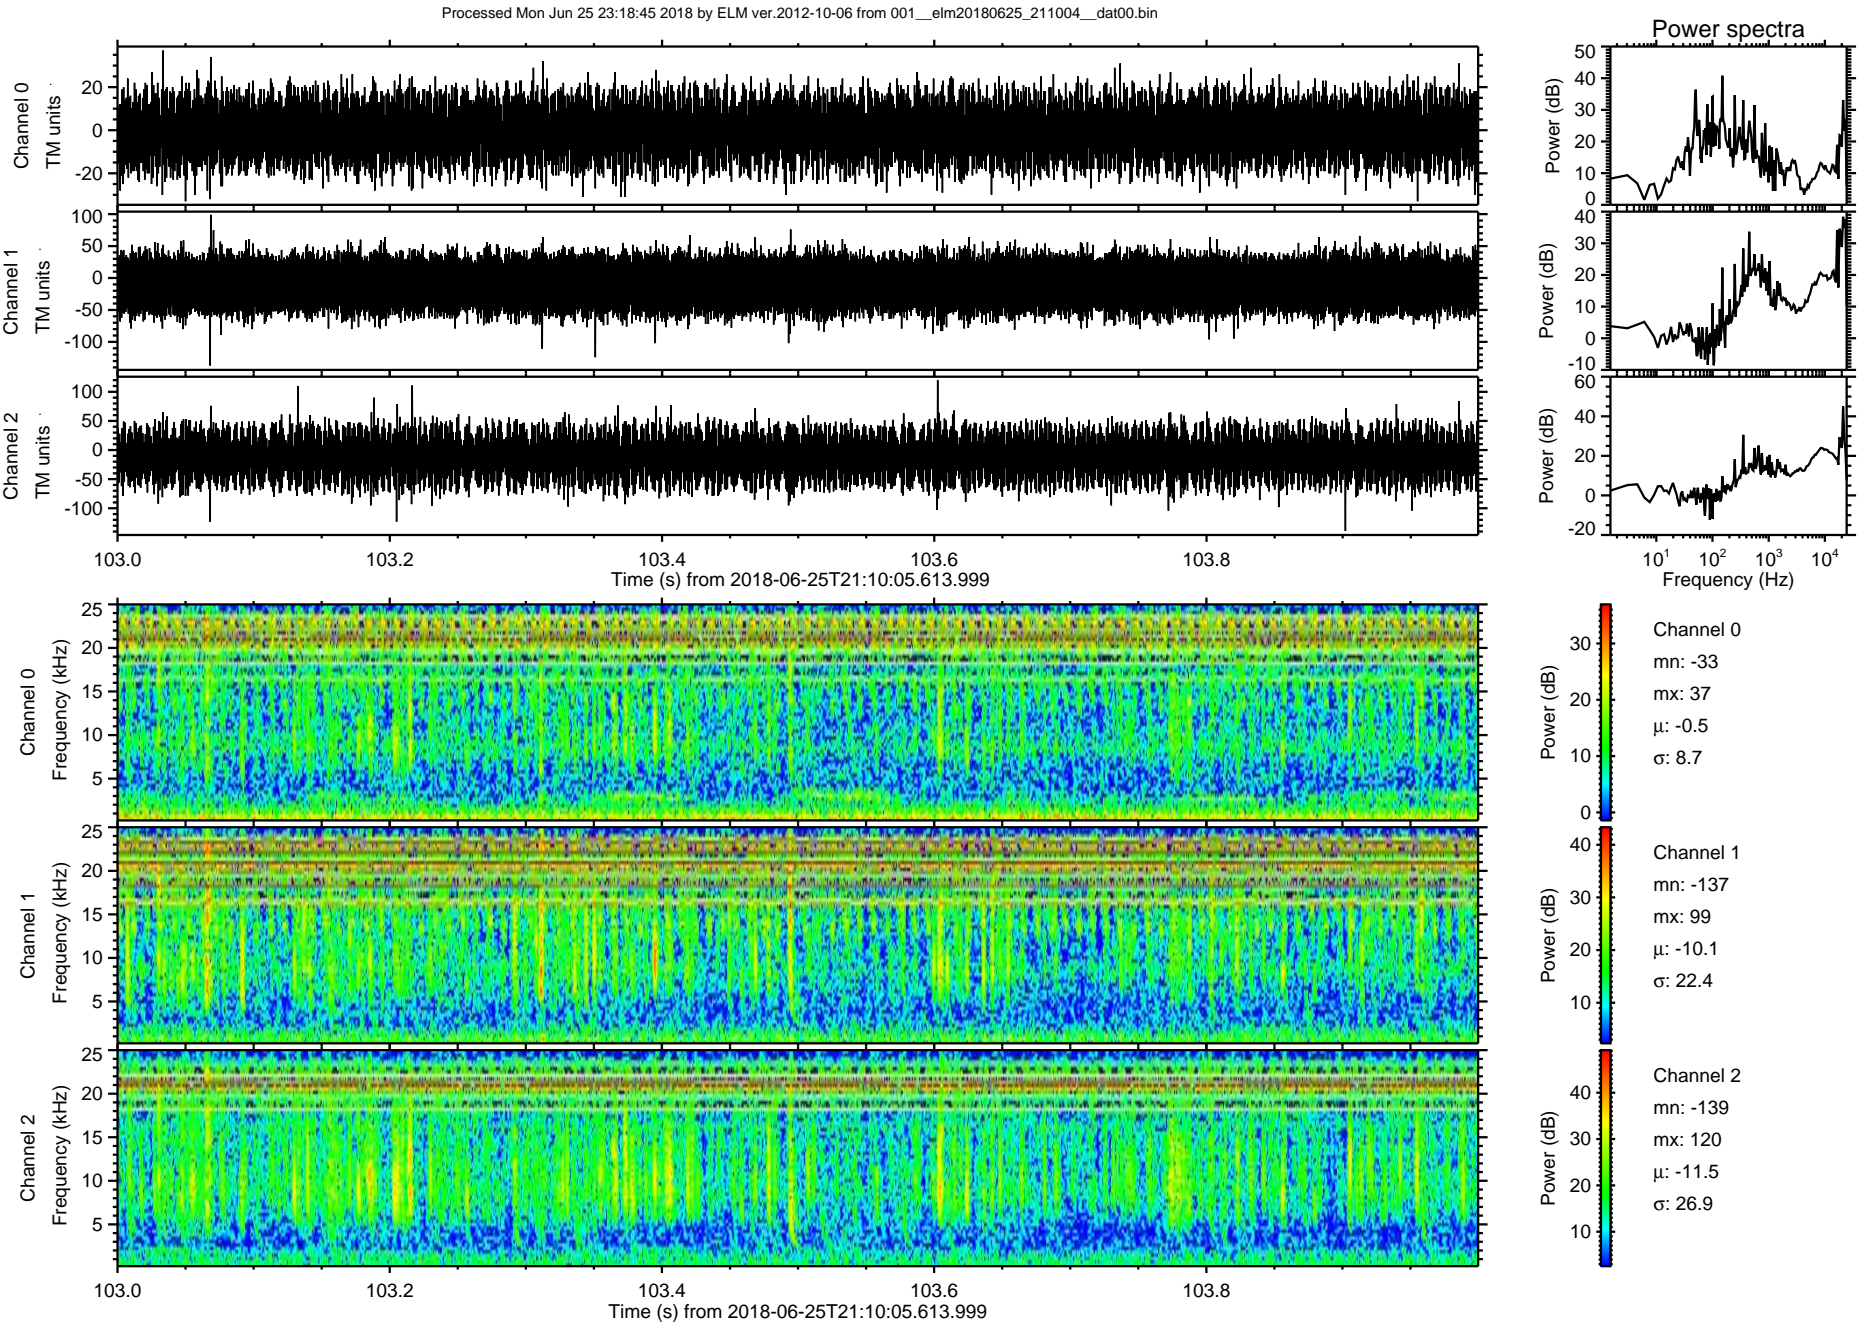 Processed Mon Jun 25 23:18:45 2018 by ELM ver.2012-10-06 from 001__elm20180625_211004__dat00.bin
Power spectra
Channel 0
TM units
20
0
-20
Power (dB)
50
40
30
20
10
0
Channel 1
TM units
100
50
0
-50
-100
Power (dB)
40
30
20
10
0
-10
Channel 2
TM units
100
50
0
-50
-100
Power (dB)
60
40
20
0
-20
103.0 103.2 103.4 103.6 103.8
Time (s) from 2018-06-25T21:10:05.613.999
10¹ 10² 10³ 10⁴
Frequency (Hz)
Channel 0
Frequency (kHz)
25
20
15
10
5
Power (dB)
30
20
10
0
Channel 0
mn: -33
mx: 37
μ: -0.5
σ: 8.7
Channel 1
Frequency (kHz)
25
20
15
10
5
Power (dB)
40
30
20
10
Channel 1
mn: -137
mx: 99
μ: -10.1
σ: 22.4
Channel 2
Frequency (kHz)
25
20
15
10
5
Power (dB)
40
30
20
10
Channel 2
mn: -139
mx: 120
μ: -11.5
σ: 26.9
103.0 103.2 103.4 103.6 103.8
Time (s) from 2018-06-25T21:10:05.613.999